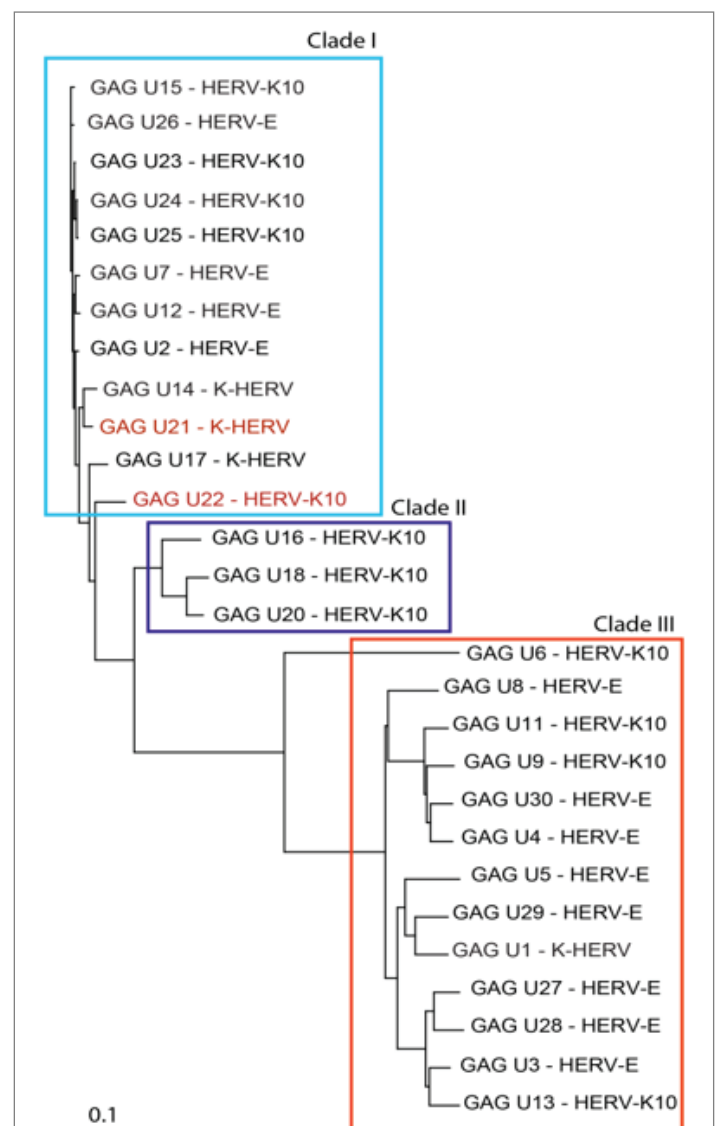 Clade I
GAG U15 - HERV-K10
GAG U26 - HERV-E
GAG U23 - HERV-K10
GAG U24 - HERV-K10
GAG U25 - HERV-K10
GAG U7 - HERV-E
GAG U12 - HERV-E
GAG U2 - HERV-E
GAG U14 - K-HERV
GAG U21 - K-HERV
GAG U17 - K-HERV
GAG U22 - HERV-K10
Clade II
GAG U16 - HERV-K10
GAG U18 - HERV-K10
GAG U20 - HERV-K10
Clade III
GAG U6 - HERV-K10
GAG U8 - HERV-E
GAG U11 - HERV-K10
GAG U9 - HERV-K10
GAG U30 - HERV-E
GAG U4 - HERV-E
GAG U5 - HERV-E
GAG U29 - HERV-E
GAG U1 - K-HERV
GAG U27 - HERV-E
GAG U28 - HERV-E
GAG U3 - HERV-E
GAG U13 - HERV-K10
0.1